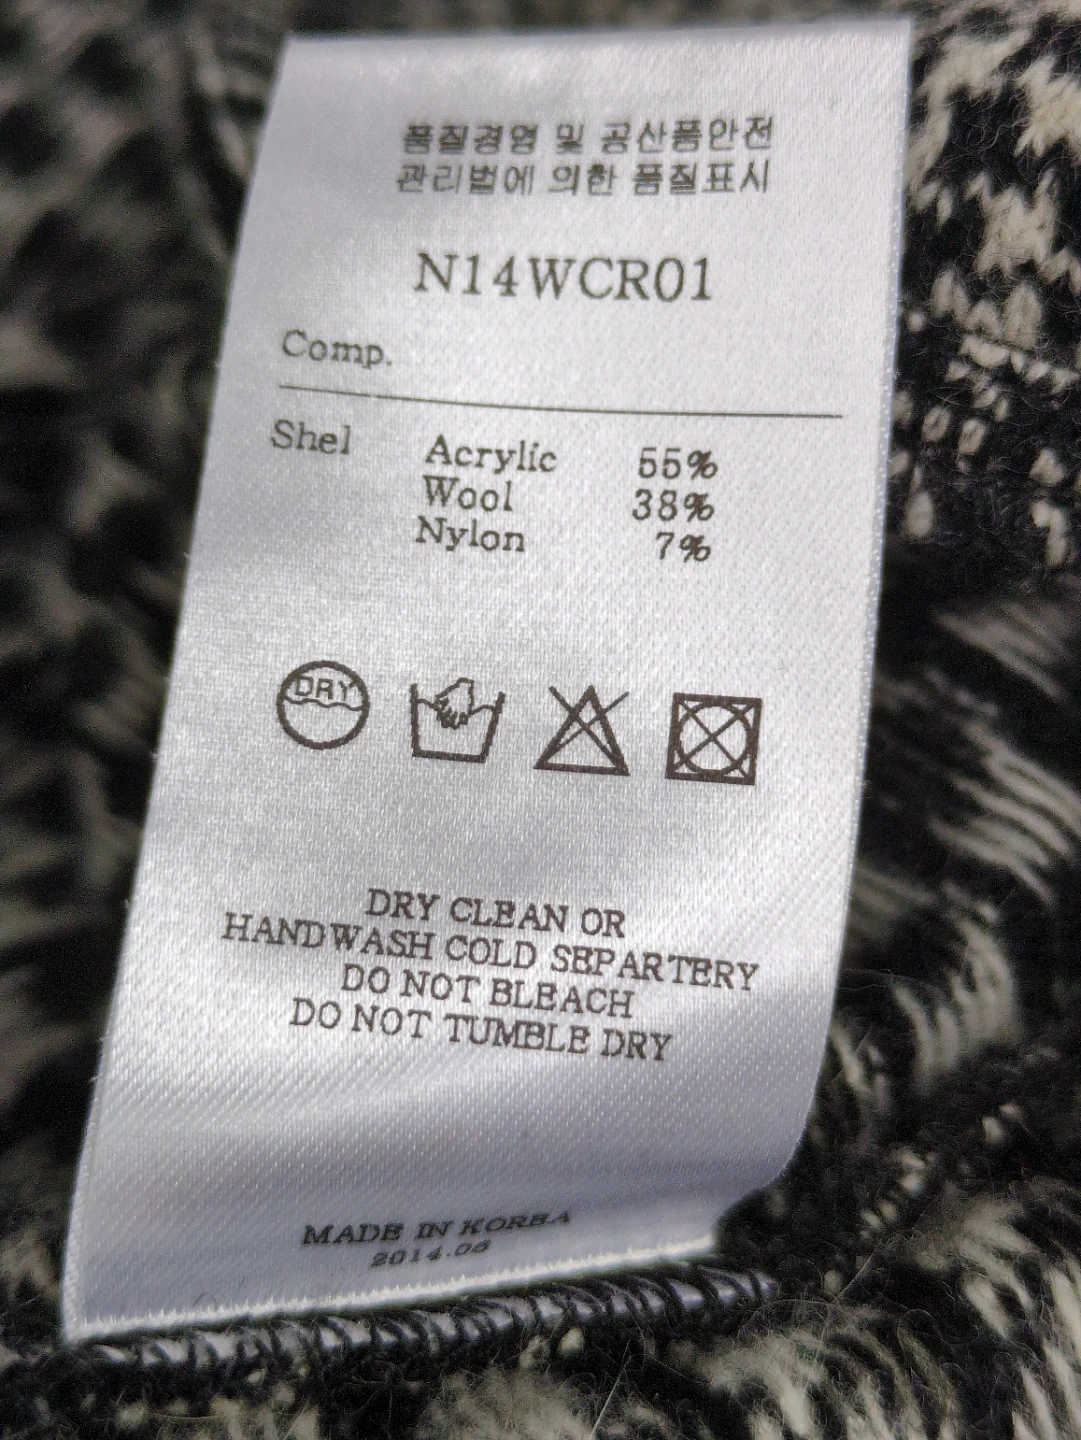 품질경영 및 공산품안전
관리법에 의한 품질표시
N14WCR01
Comp.
Shel Acrylic 55%
Wool 38%
Nylon 7%
DRY
DRY CLEAN OR
HANDWASH COLD SEPARTERY
DO NOT BLEACH
DO NOT TUMBLE DRY
MADE IN KOREA
2014.08